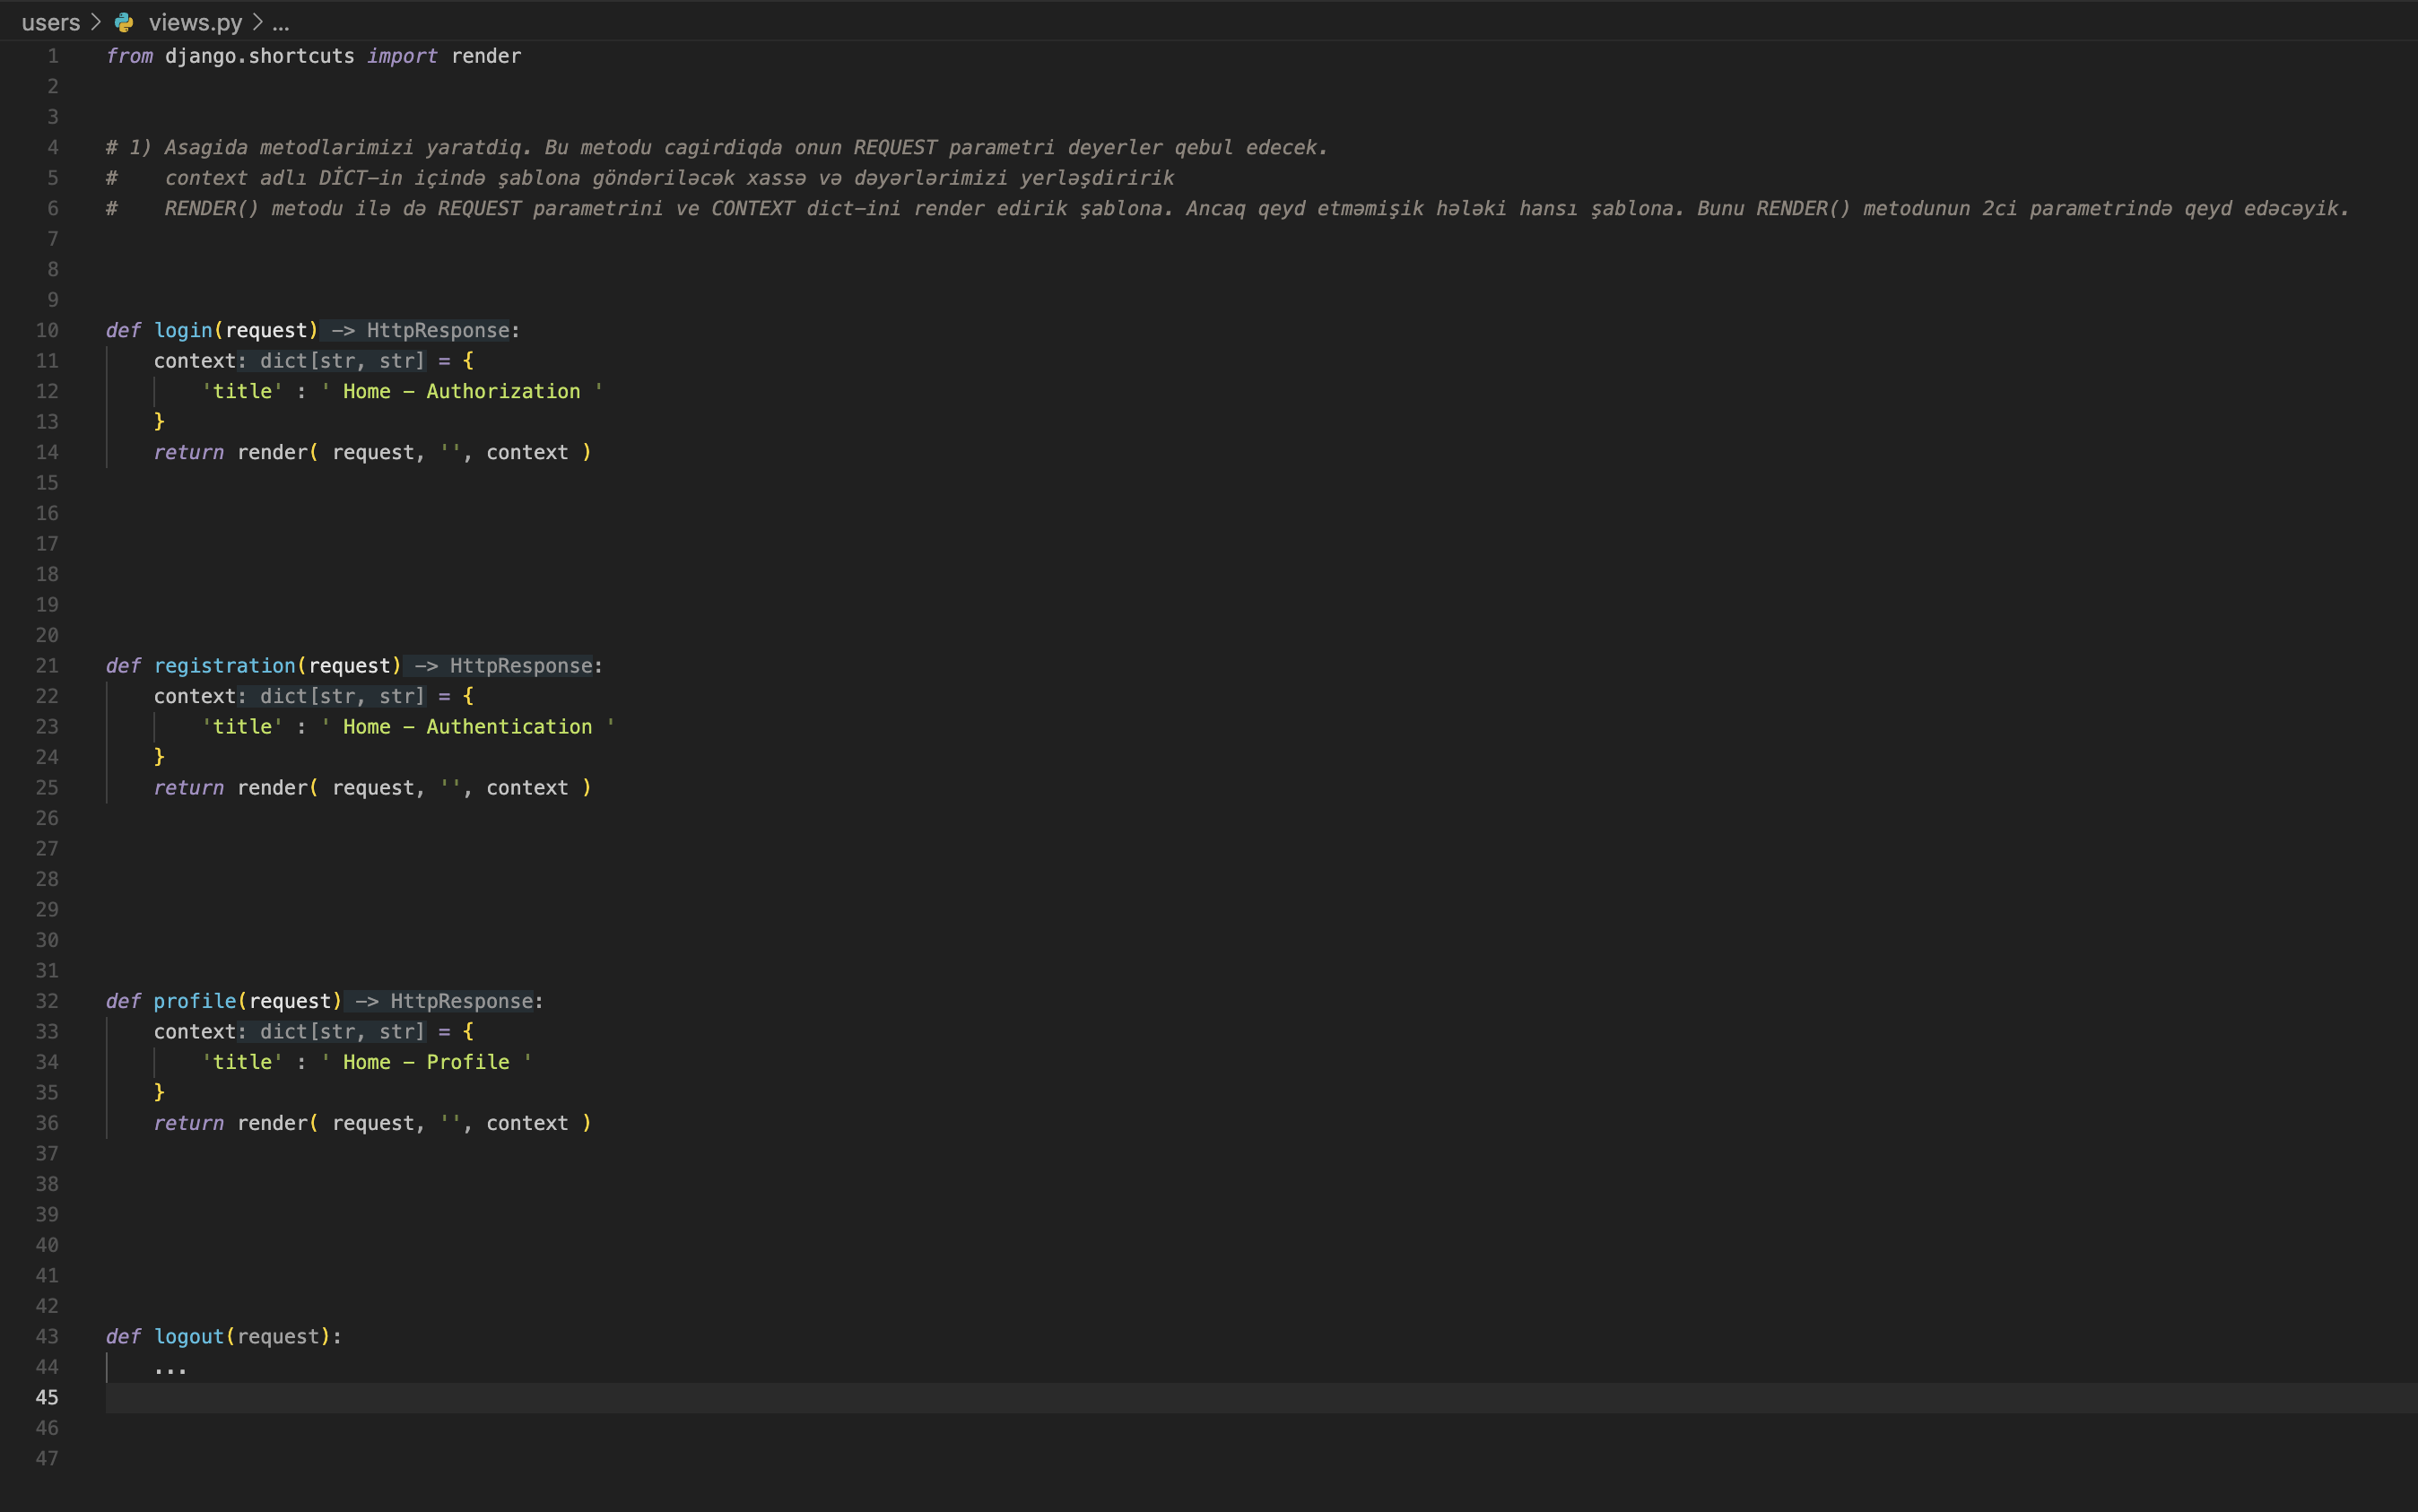 users > views.py > ...
1 from django.shortcuts import render
2
3
4 # 1) Asagida metodlarimizi yaratdiq. Bu metodu cagirdiqda onun REQUEST parametri deyerler qebul edecek.
5 #    context adlı DİCT-in içində şablona göndəriləcək xassə və dəyərlərimizi yerləşdiririk
6 #    RENDER() metodu ilə də REQUEST parametrini ve CONTEXT dict-ini render edirik şablona. Ancaq qeyd etməmişik hələki hansı şablona. Bunu RENDER() metodunun 2ci parametrində qeyd edəcəyik.
7
8
9
10 def login(request) -> HttpResponse:
11     context: dict[str, str] = {
12         'title' : ' Home - Authorization '
13     }
14     return render( request, '', context )
15
16
17
18
19
20
21 def registration(request) -> HttpResponse:
22     context: dict[str, str] = {
23         'title' : ' Home - Authentication '
24     }
25     return render( request, '', context )
26
27
28
29
30
31
32 def profile(request) -> HttpResponse:
33     context: dict[str, str] = {
34         'title' : ' Home - Profile '
35     }
36     return render( request, '', context )
37
38
39
40
41
42
43 def logout(request):
44     ...
45
46
47